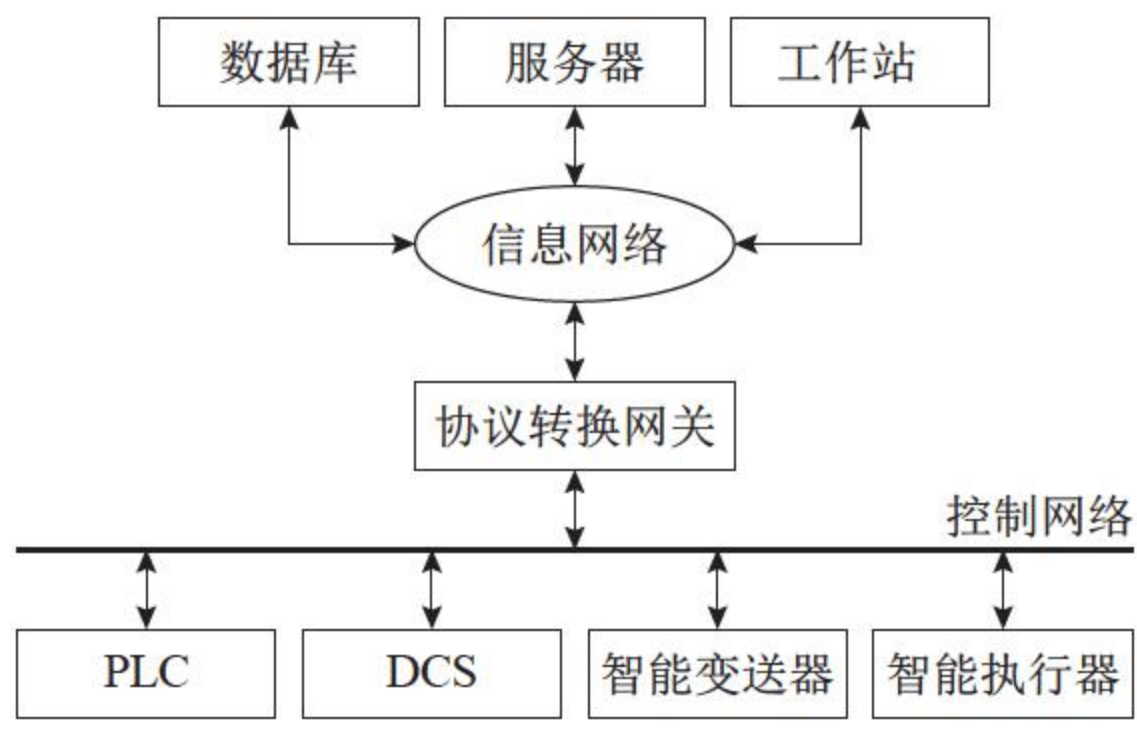 数据库
服务器
工作站
信息网络
协议转换网关
控制网络
PLC
DCS
智能变送器
智能执行器